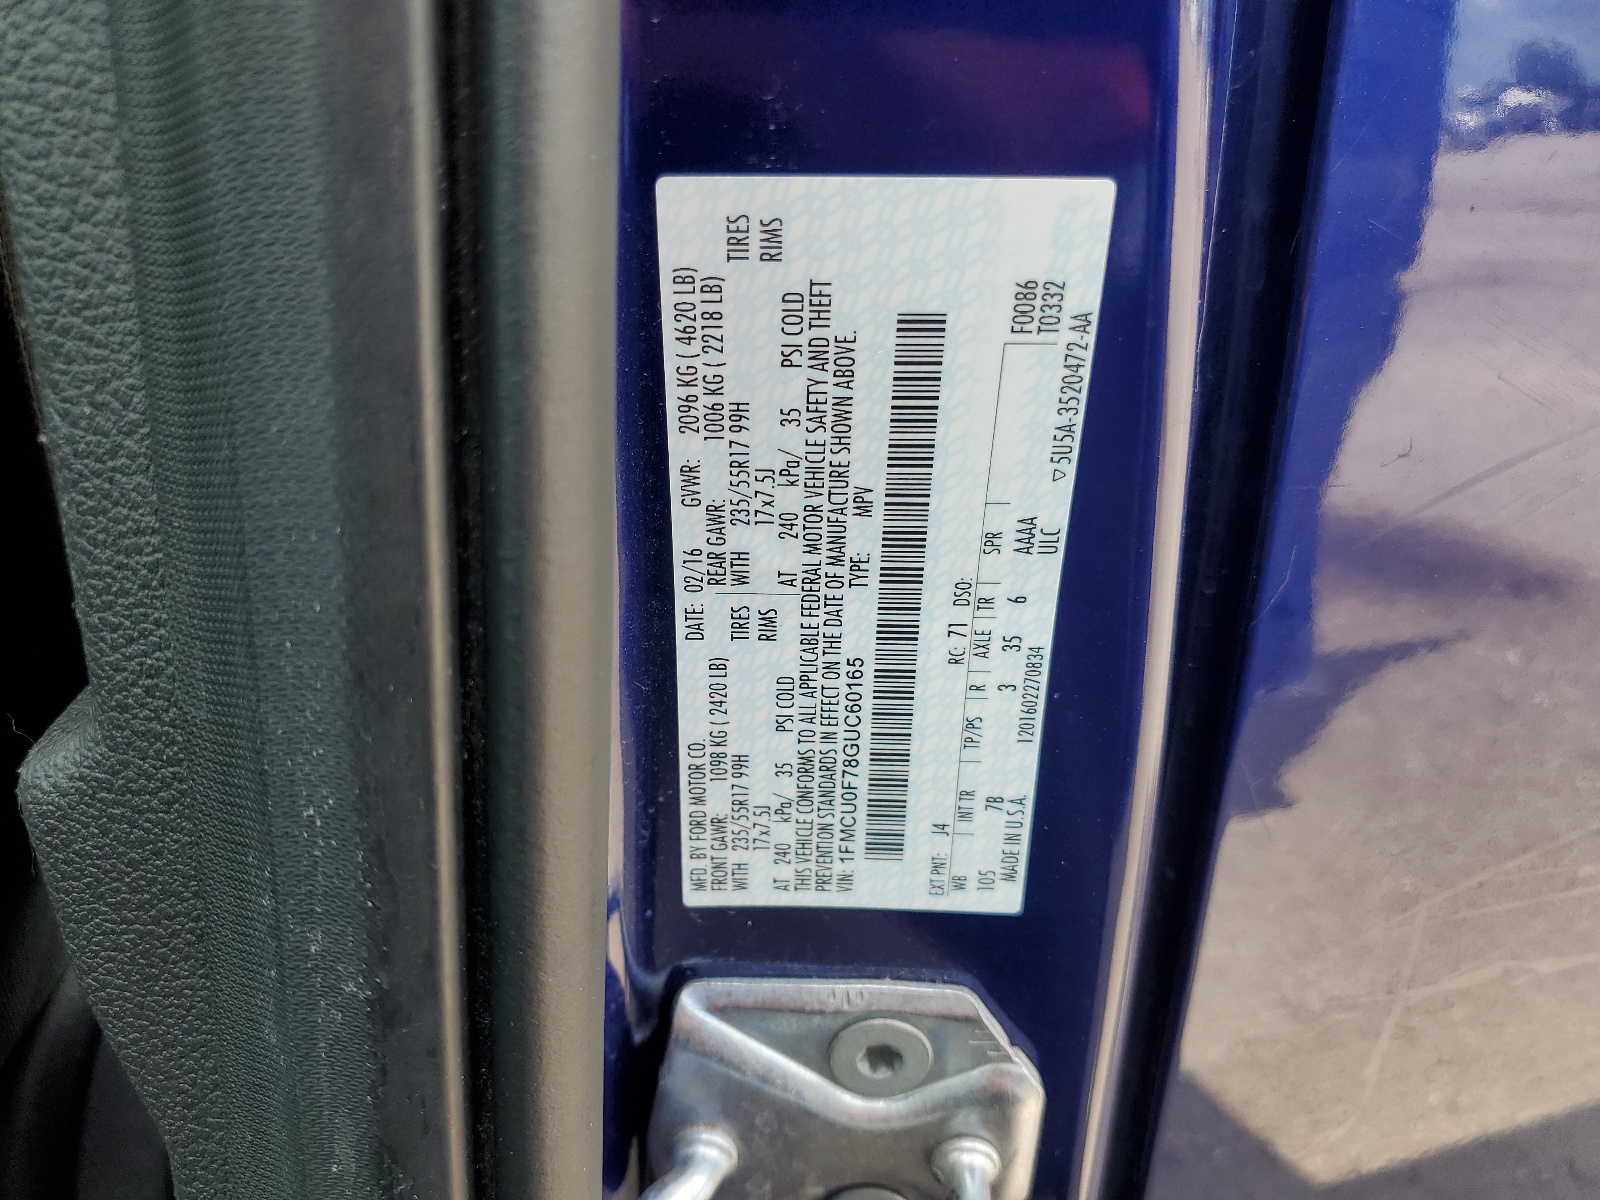 MFD. BY FORD MOTOR CO.
DATE: 02/16 GVWR: 2096 KG ( 4620 LB)
FRONT GAWR: 1098 KG ( 2420 LB) REAR GAWR: 1006 KG ( 2218 LB)
WITH 235/55R17 99H TIRES WITH 235/55R17 99H TIRES
17x7.5J RIMS 17x7.5J RIMS
AT 240 kPa/ 35 PSI COLD AT 240 kPa/ 35 PSI COLD
THIS VEHICLE CONFORMS TO ALL APPLICABLE FEDERAL MOTOR VEHICLE SAFETY AND THEFT
PREVENTION STANDARDS IN EFFECT ON THE DATE OF MANUFACTURE SHOWN ABOVE.
VIN: 1FMCU0F78GUC60165 TYPE: MPV
EXT PNT: J4 RC: 71 DSO:
WB INT TR TP/PS R AXLE TR SPR F0086
105 7B 3 35 6 AAAA T0332
MADE IN U.S.A. 1201602270834 ULC
▽5U5A-3520472-AA